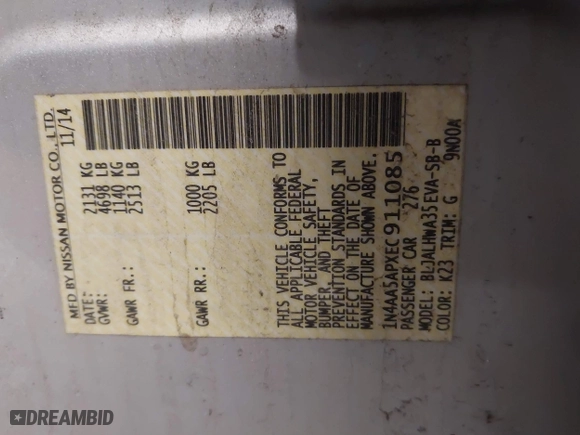 MFD BY NISSAN MOTOR CO., LTD.
11/14
DATE:
GVWR: 2131 KG
4698 LB
GAWR FR.: 1140 KG
2513 LB
GAWR RR.: 1000 KG
2205 LB
THIS VEHICLE CONFORMS TO
ALL APPLICABLE FEDERAL
MOTOR VEHICLE SAFETY,
BUMPER, AND THEFT
PREVENTION STANDARDS IN
EFFECT ON THE DATE OF
MANUFACTURE SHOWN ABOVE.
1N4AA5APXEC911085
PASSENGER CAR 276
MODEL: BLJALHWA35EVA-SB-B
COLOR: K23 TRIM: G 9N00A
DREAMBID